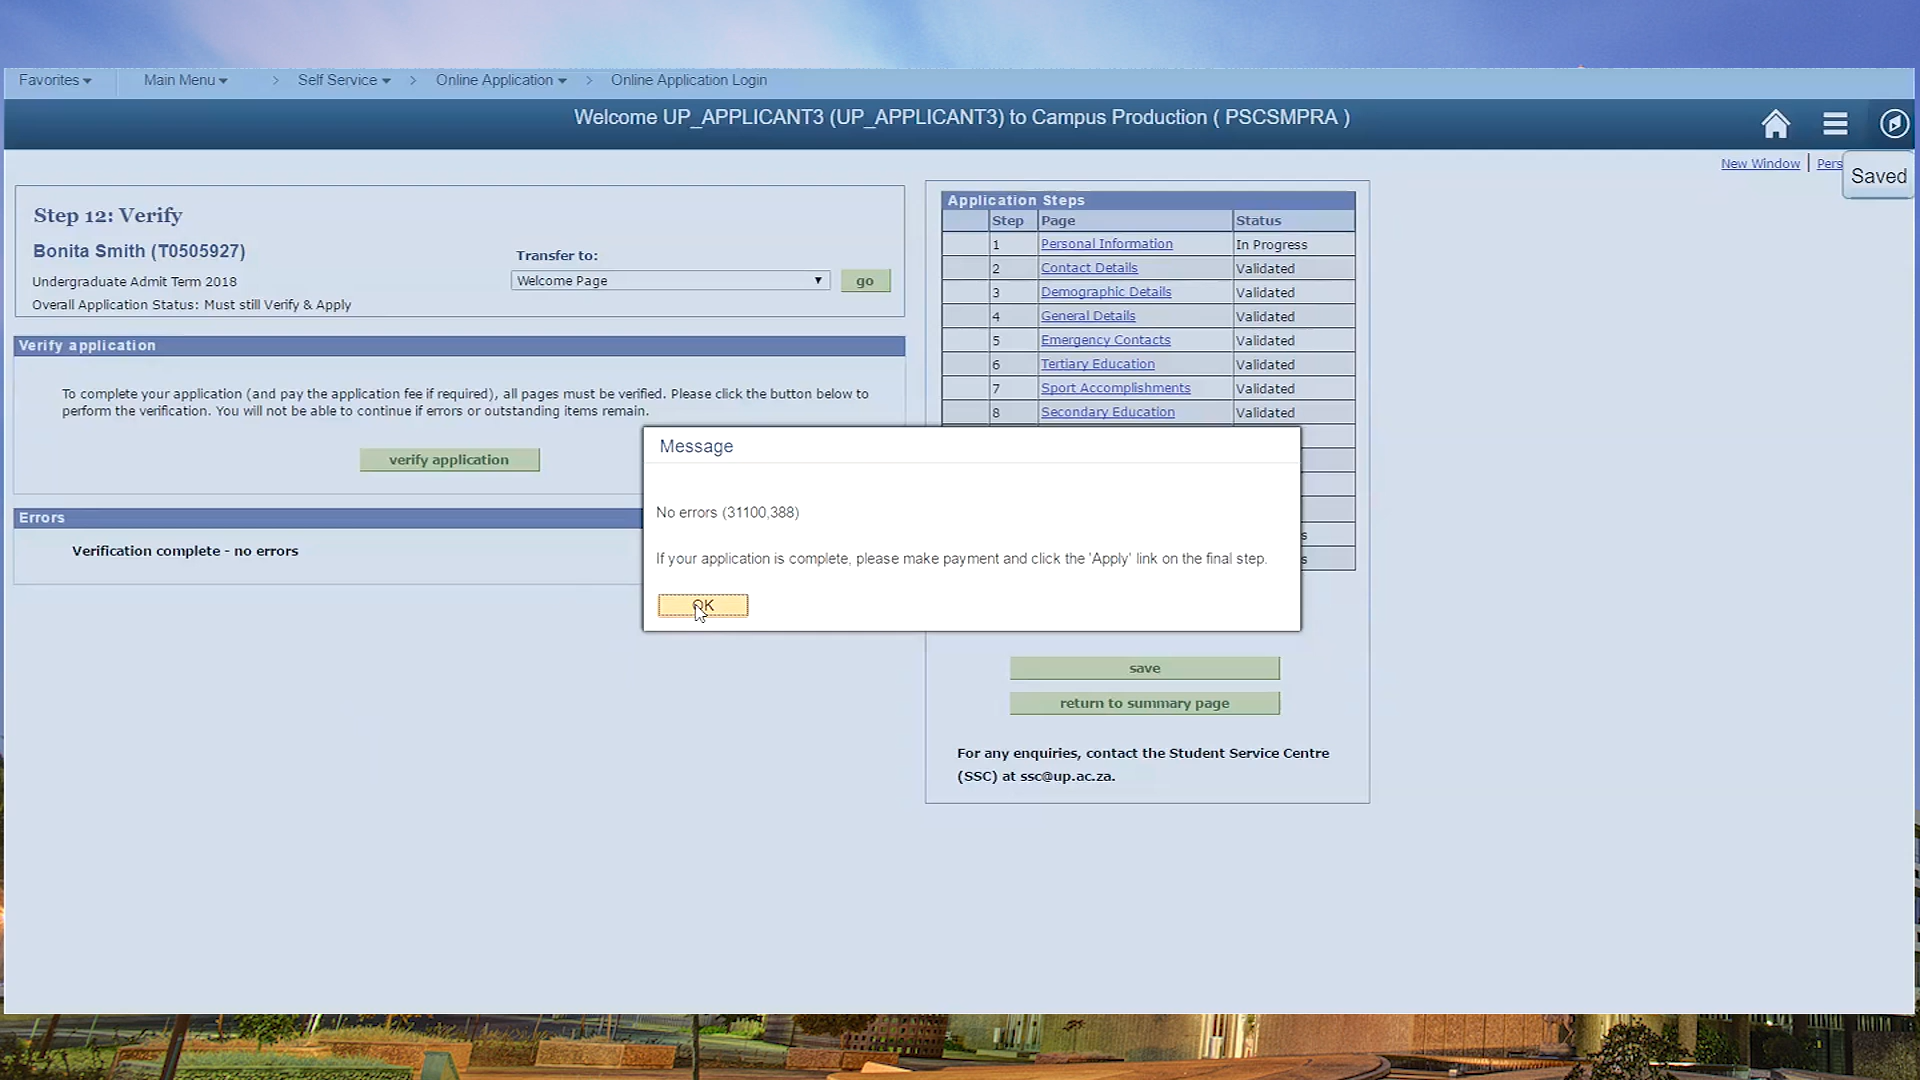 Favorites Main Menu > Self Service > Online Application > Online Application Login
Welcome UP_APPLICANT3 (UP_APPLICANT3) to Campus Production ( PSCSMPRA )
New Window | Pers
Saved
Step 12: Verify
Bonita Smith (T0505927)
Undergraduate Admit Term 2018
Overall Application Status: Must still Verify & Apply
Transfer to:
Welcome Page
go
Verify application
To complete your application (and pay the application fee if required), all pages must be verified. Please click the button below to
perform the verification. You will not be able to continue if errors or outstanding items remain.
verify application
Errors
Verification complete - no errors
Application Steps
Step Page Status
1 Personal Information In Progress
2 Contact Details Validated
3 Demographic Details Validated
4 General Details Validated
5 Emergency Contacts Validated
6 Tertiary Education Validated
7 Sport Accomplishments Validated
8 Secondary Education Validated
s
s
Message
No errors (31100,388)
If your application is complete, please make payment and click the 'Apply' link on the final step.
OK
save
return to summary page
For any enquiries, contact the Student Service Centre
(SSC) at ssc@up.ac.za.